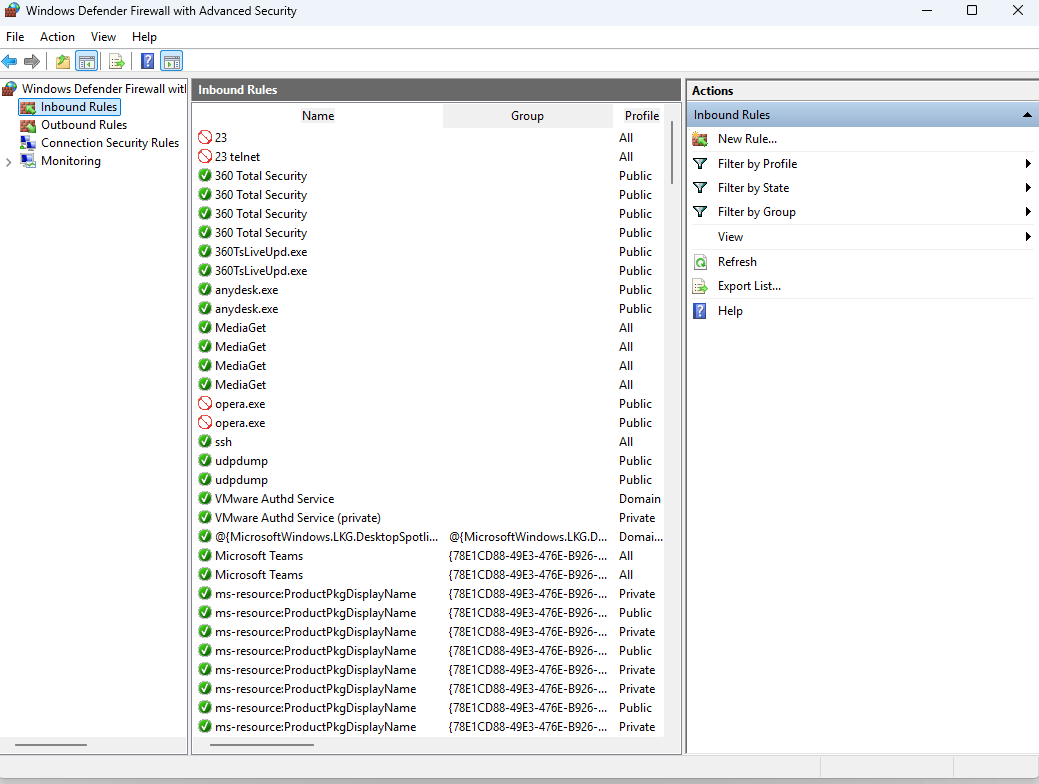 Windows Defender Firewall with Advanced Security
File Action View Help
Windows Defender Firewall with
Inbound Rules
Outbound Rules
Connection Security Rules
Monitoring
Inbound Rules
Name Group Profile
23 All
23 telnet All
360 Total Security Public
360 Total Security Public
360 Total Security Public
360 Total Security Public
360TsLiveUpd.exe Public
360TsLiveUpd.exe Public
anydesk.exe Public
anydesk.exe Public
MediaGet All
MediaGet All
MediaGet All
MediaGet All
opera.exe Public
opera.exe Public
ssh All
udpdump Public
udpdump Public
VMware Authd Service Domain
VMware Authd Service (private) Private
@{MicrosoftWindows.LKG.DesktopSpotli... @{MicrosoftWindows.LKG.D... Domai...
Microsoft Teams {78E1CD88-49E3-476E-B926-... All
Microsoft Teams {78E1CD88-49E3-476E-B926-... All
ms-resource:ProductPkgDisplayName {78E1CD88-49E3-476E-B926-... Private
ms-resource:ProductPkgDisplayName {78E1CD88-49E3-476E-B926-... Public
ms-resource:ProductPkgDisplayName {78E1CD88-49E3-476E-B926-... Private
ms-resource:ProductPkgDisplayName {78E1CD88-49E3-476E-B926-... Public
ms-resource:ProductPkgDisplayName {78E1CD88-49E3-476E-B926-... Private
ms-resource:ProductPkgDisplayName {78E1CD88-49E3-476E-B926-... Private
ms-resource:ProductPkgDisplayName {78E1CD88-49E3-476E-B926-... Public
ms-resource:ProductPkgDisplayName {78E1CD88-49E3-476E-B926-... Private
Actions
Inbound Rules
New Rule...
Filter by Profile
Filter by State
Filter by Group
View
Refresh
Export List...
Help